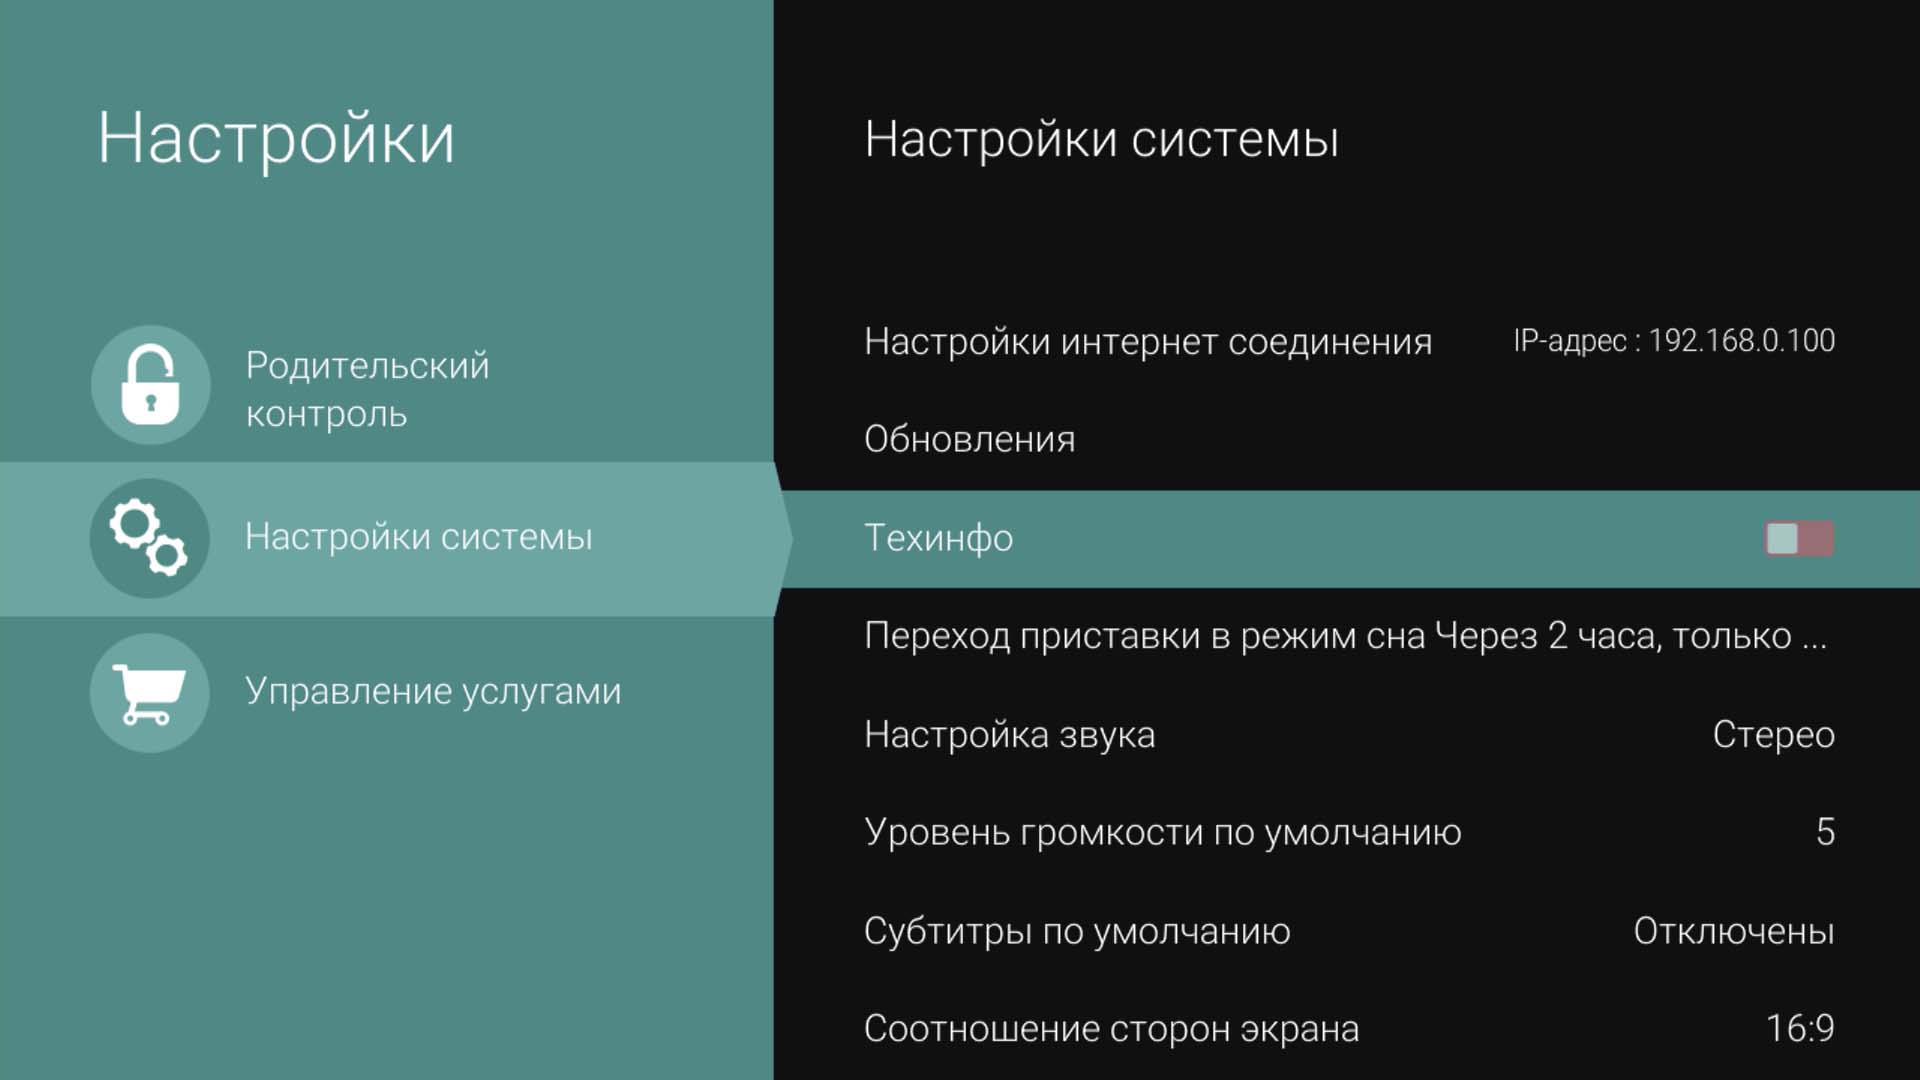 Настройки
Родительский
контроль
Настройки системы
Управление услугами
Настройки системы
Настройки интернет соединения IP-адрес : 192.168.0.100
Обновления
Техинфо
Переход приставки в режим сна Через 2 часа, только ...
Настройка звука Стерео
Уровень громкости по умолчанию 5
Субтитры по умолчанию Отключены
Соотношение сторон экрана 16:9